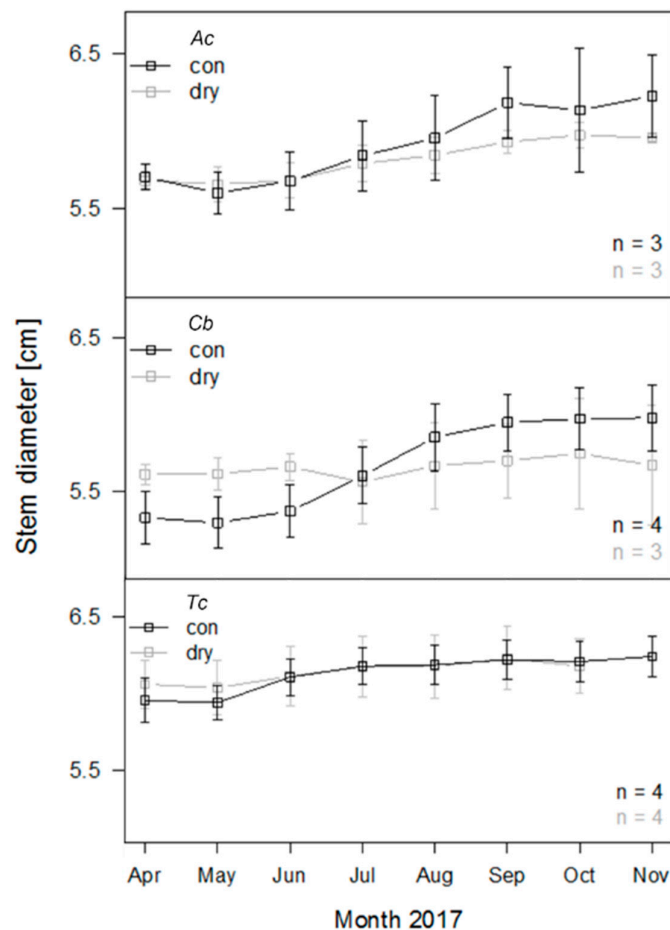 Ac
6.5
con
dry
5.5
n = 3
n = 3
Cb
6.5
con
dry
5.5
n = 4
n = 3
Tc
6.5
con
dry
5.5
n = 4
n = 4
Stem diameter [cm]
Apr May Jun Jul Aug Sep Oct Nov
Month 2017